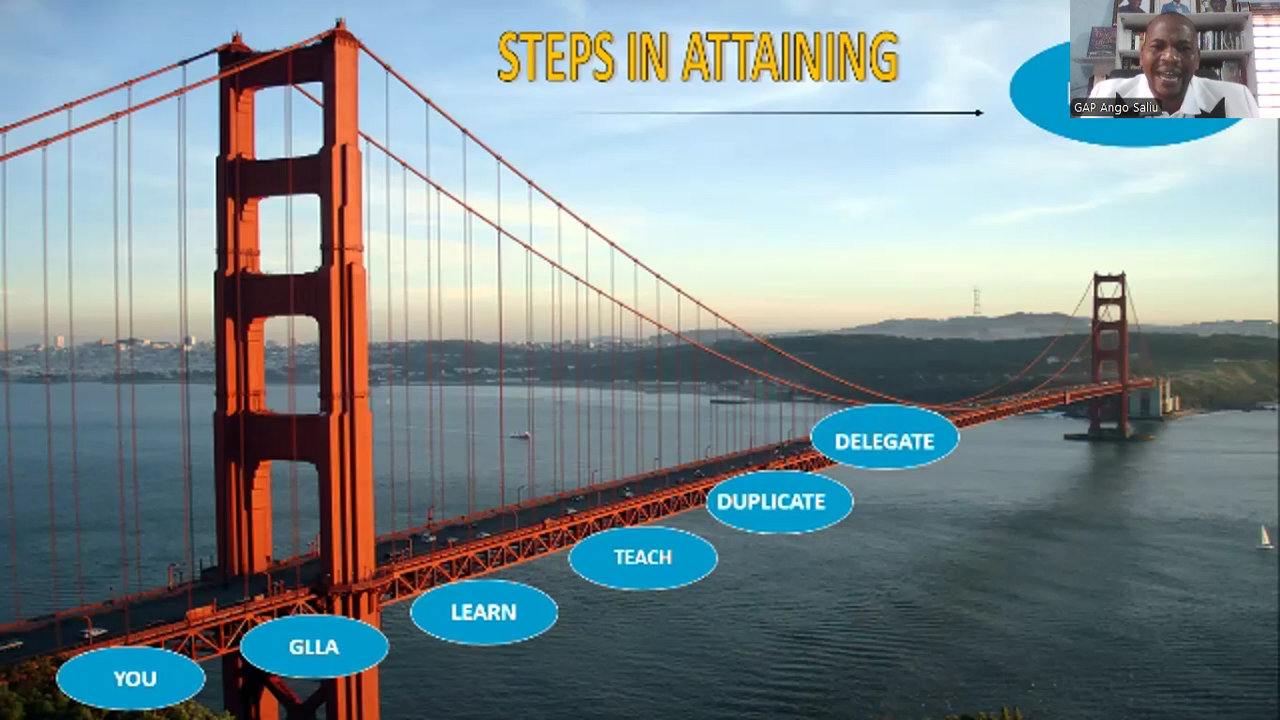 STEPS IN ATTAINING
GAP Ango Saliu
DELEGATE
DUPLICATE
TEACH
LEARN
GLLA
YOU